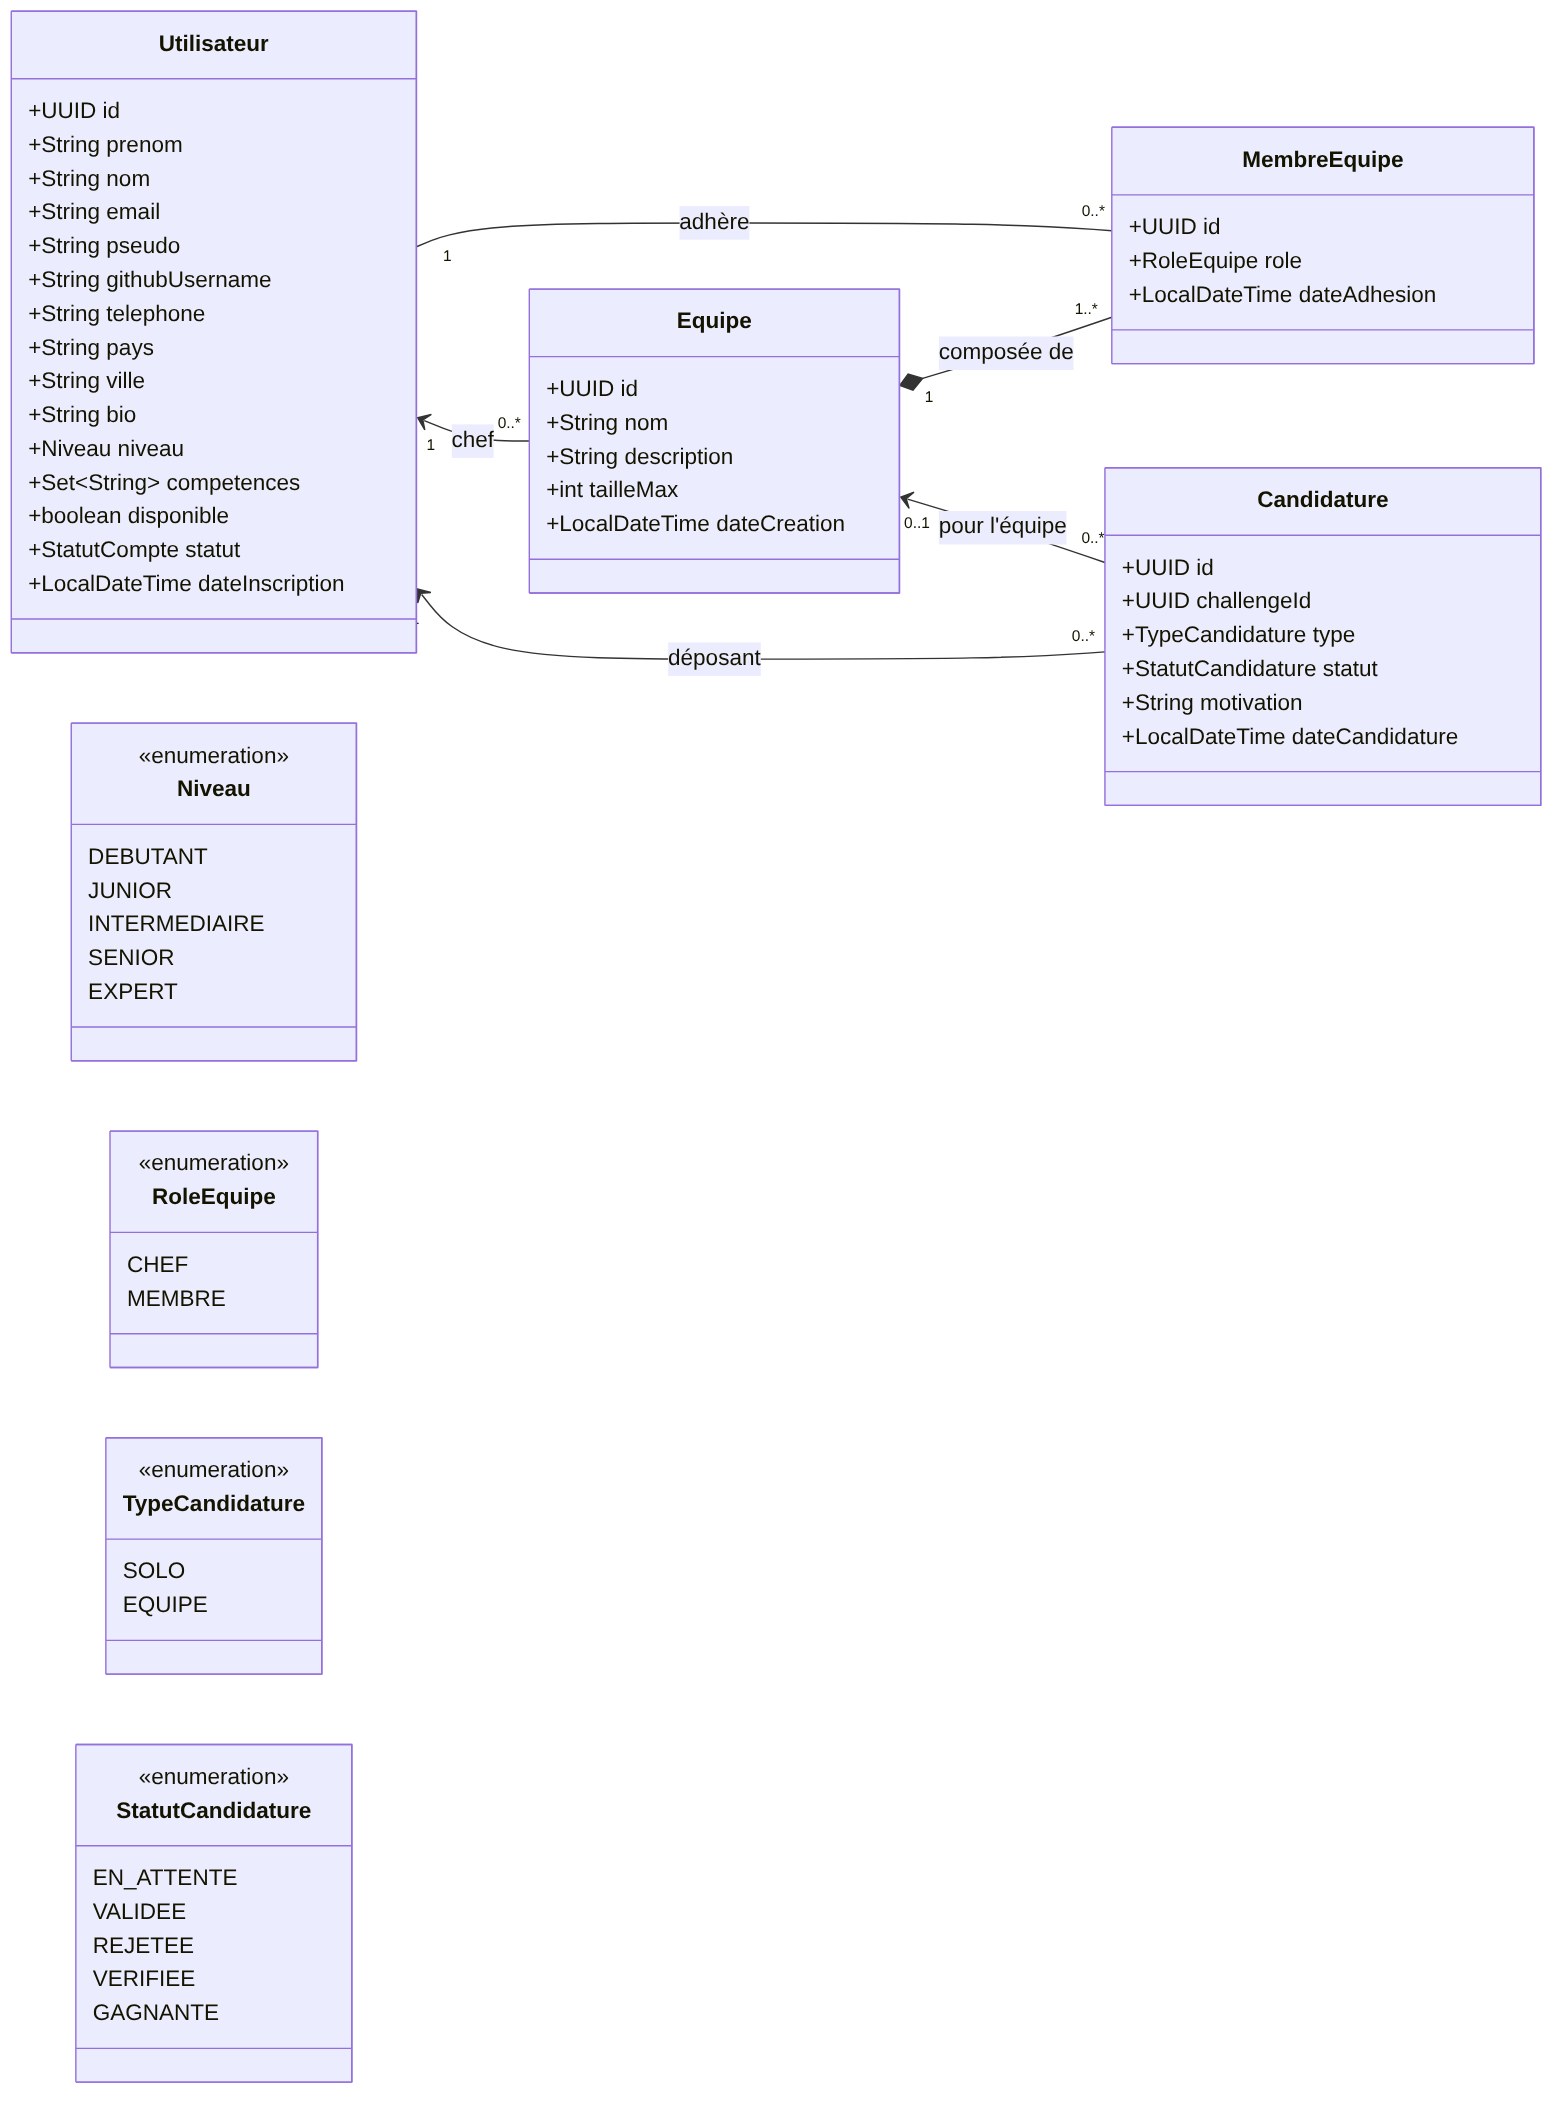 Utilisateur
+UUID id
+String prenom
+String nom
+String email
+String pseudo
+String githubUsername
+String telephone
+String pays
+String ville
+String bio
+Niveau niveau
+Set<String> competences
+boolean disponible
+StatutCompte statut
+LocalDateTime dateInscription
adhère
1
0..*
MembreEquipe
+UUID id
+RoleEquipe role
+LocalDateTime dateAdhesion
chef
1
0..*
Equipe
+UUID id
+String nom
+String description
+int tailleMax
+LocalDateTime dateCreation
composée de
1
1..*
pour l'équipe
0..1
0..*
déposant
0..*
Candidature
+UUID id
+UUID challengeId
+TypeCandidature type
+StatutCandidature statut
+String motivation
+LocalDateTime dateCandidature
«enumeration»
Niveau
DEBUTANT
JUNIOR
INTERMEDIAIRE
SENIOR
EXPERT
«enumeration»
RoleEquipe
CHEF
MEMBRE
«enumeration»
TypeCandidature
SOLO
EQUIPE
«enumeration»
StatutCandidature
EN_ATTENTE
VALIDEE
REJETEE
VERIFIEE
GAGNANTE